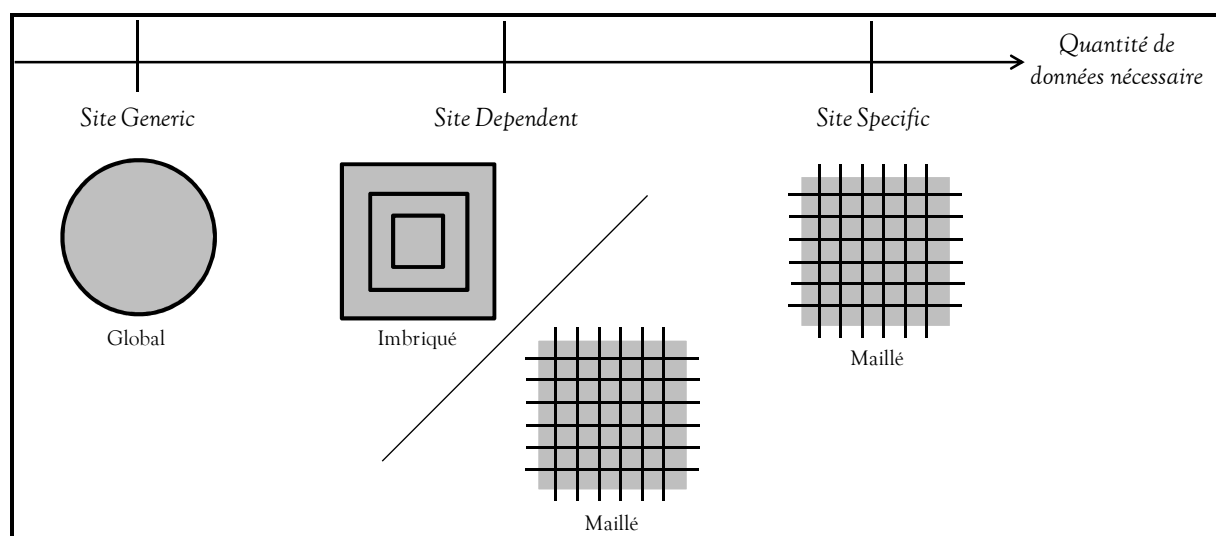 Quantité de
données nécessaire
Site Generic
Site Dependent
Site Specific
Global
Imbriqué
Maillé
Maillé